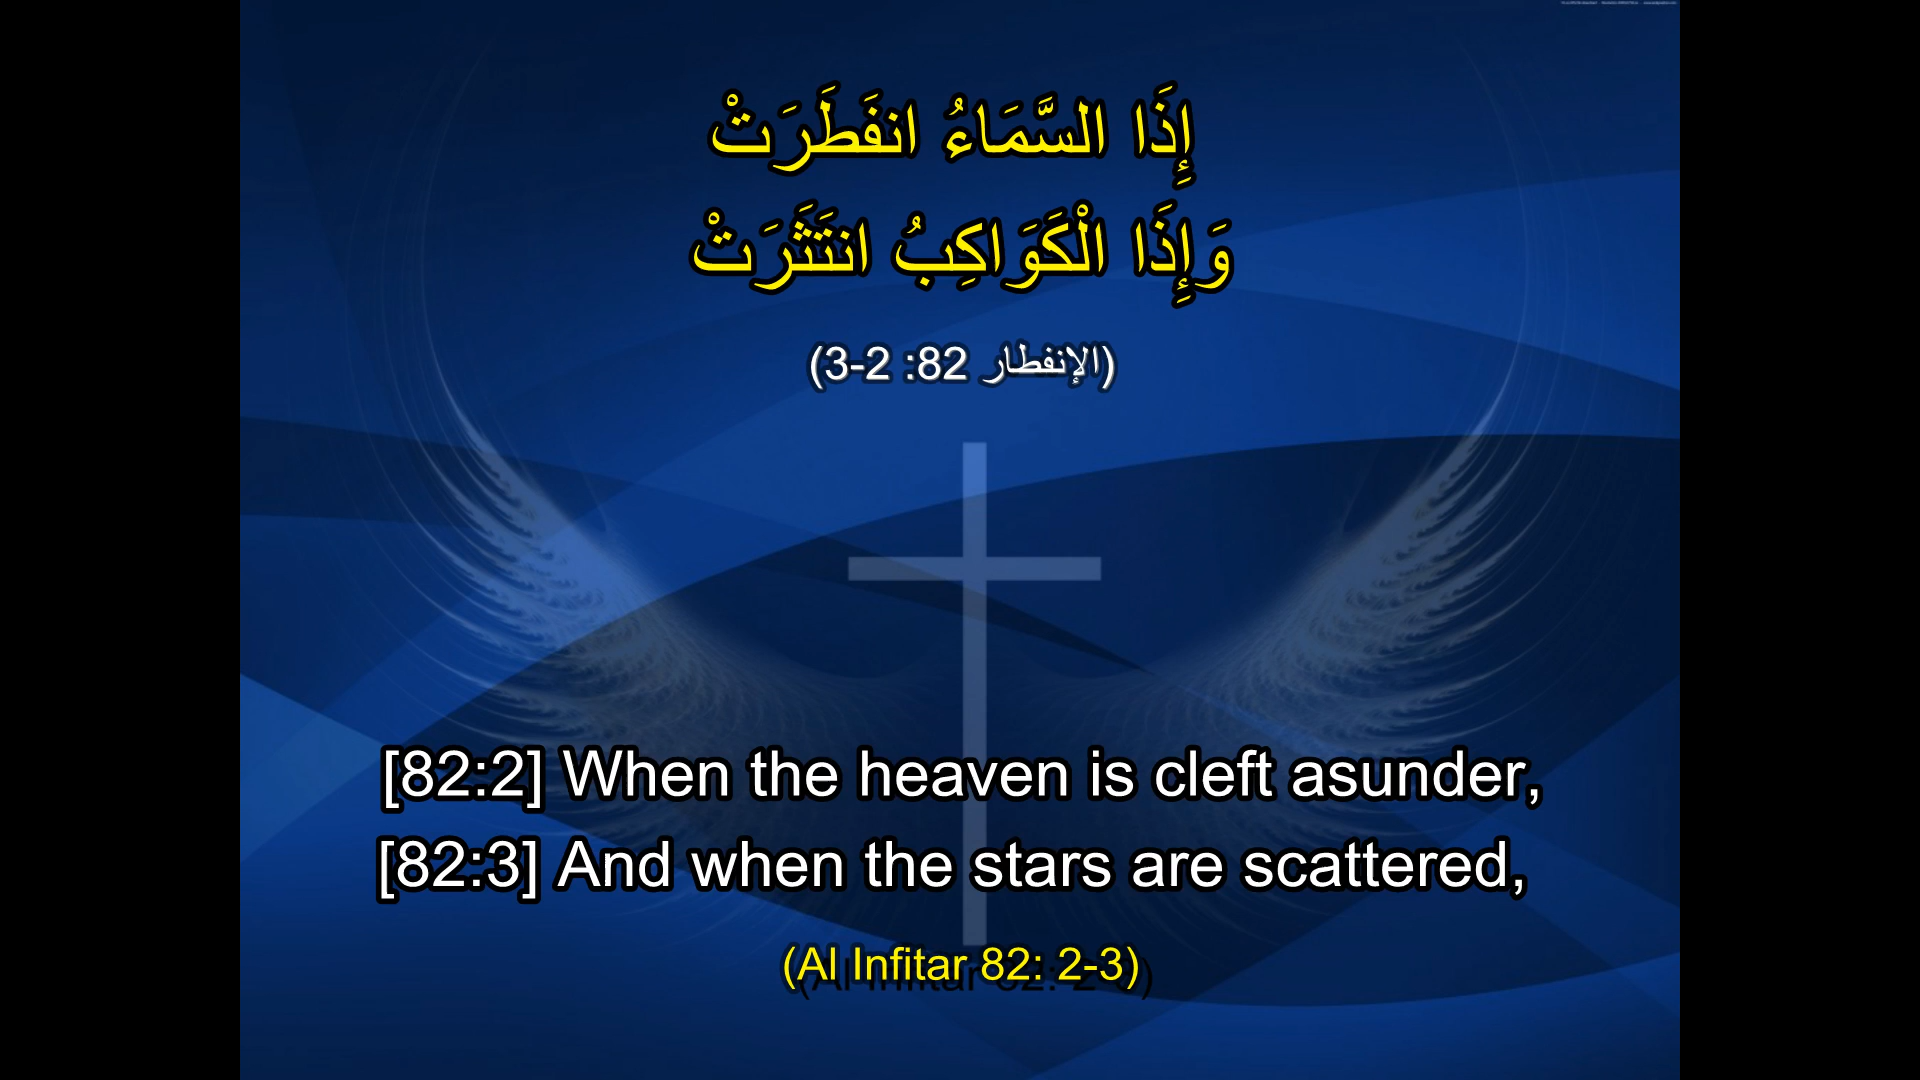 إِذَا السَّمَاءُ انفَطَرَتْ
وَإِذَا الْكَوَاكِبُ انتَثَرَتْ
(الإنفطار 82: 2-3)
[82:2] When the heaven is cleft asunder,
[82:3] And when the stars are scattered,
(Al Infitar 82: 2-3)